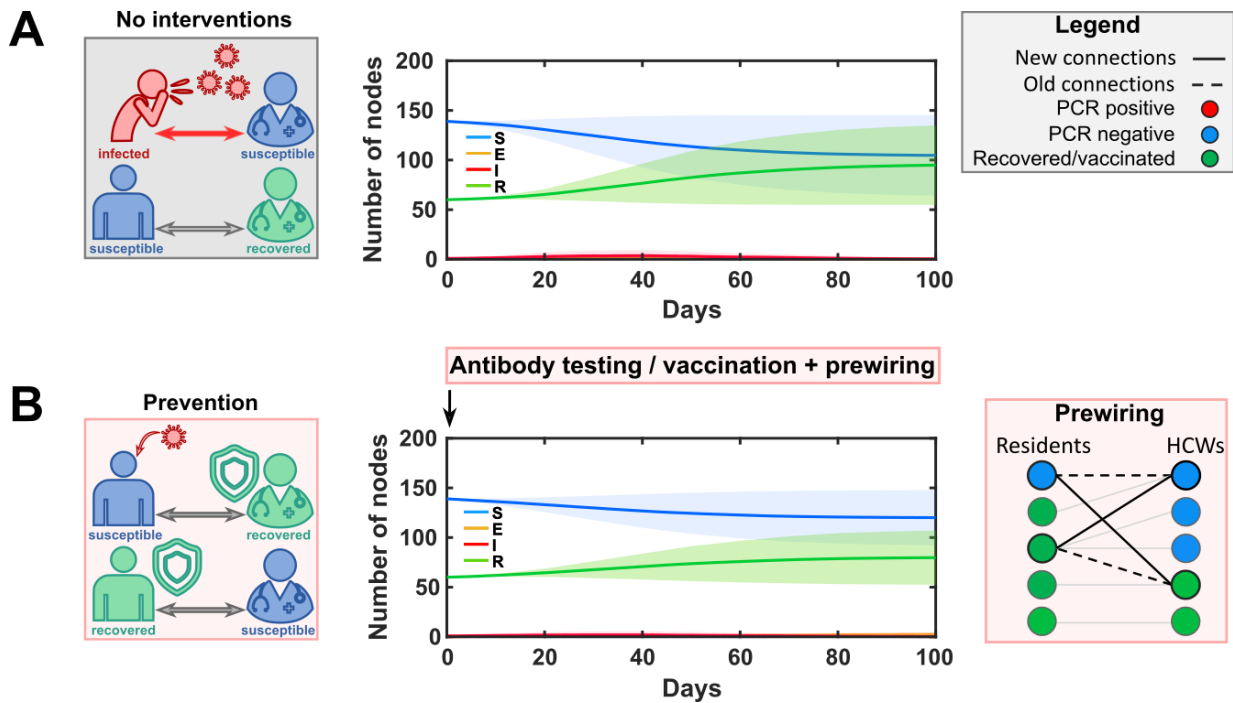 A
No interventions
infected
susceptible
susceptible
recovered
Number of nodes
200
150
100
50
0
S
E
I
R
0 20 40 60 80 100
Days
Legend
New connections
Old connections
PCR positive
PCR negative
Recovered/vaccinated
Antibody testing / vaccination + prewiring
B
Prevention
susceptible
recovered
recovered
susceptible
Number of nodes
200
150
100
50
0
S
E
I
R
0 20 40 60 80 100
Days
Prewiring
Residents HCWs